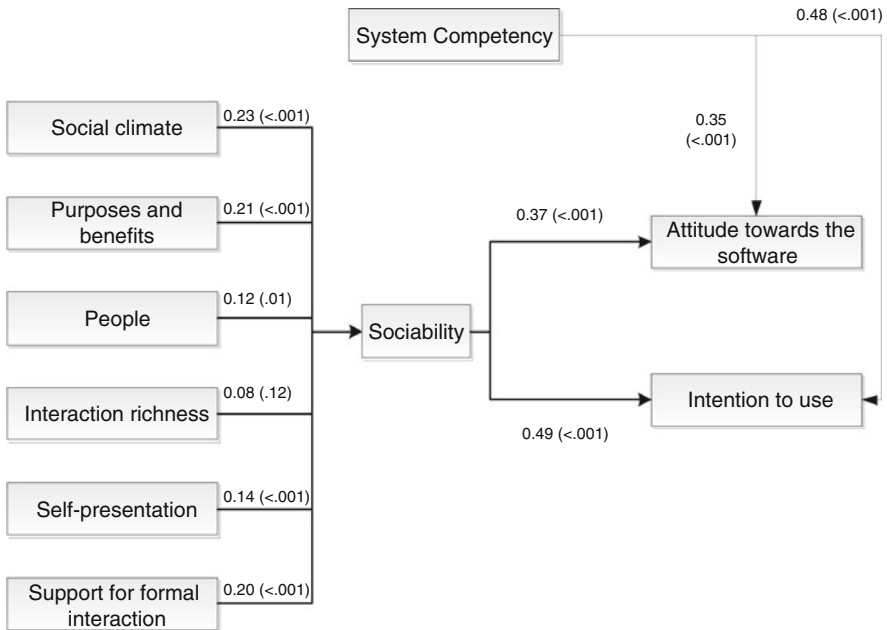 0.48 (<.001)
System Competency
0.23 (<.001)
Social climate
0.35
(<.001)
0.21 (<.001)
Purposes and
benefits
0.37 (<.001)
Attitude towards the
software
0.12 (.01)
People
Sociability
0.08 (.12)
Interaction richness
Intention to use
0.49 (<.001)
0.14 (<.001)
Self-presentation
0.20 (<.001)
Support for formal
interaction